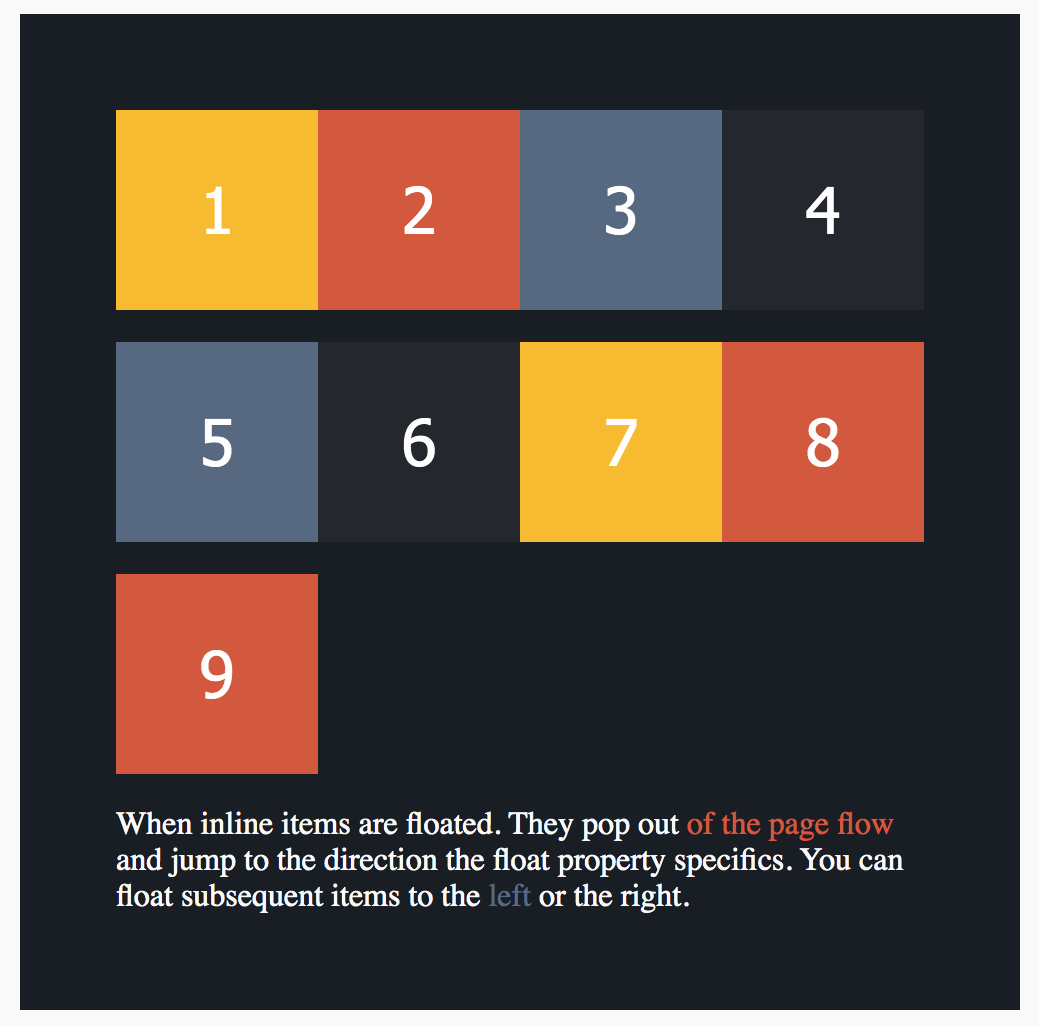 1 2 3 4
5 6 7 8
9
When inline items are floated. They pop out of the page flow
and jump to the direction the float property specifics. You can
float subsequent items to the left or the right.